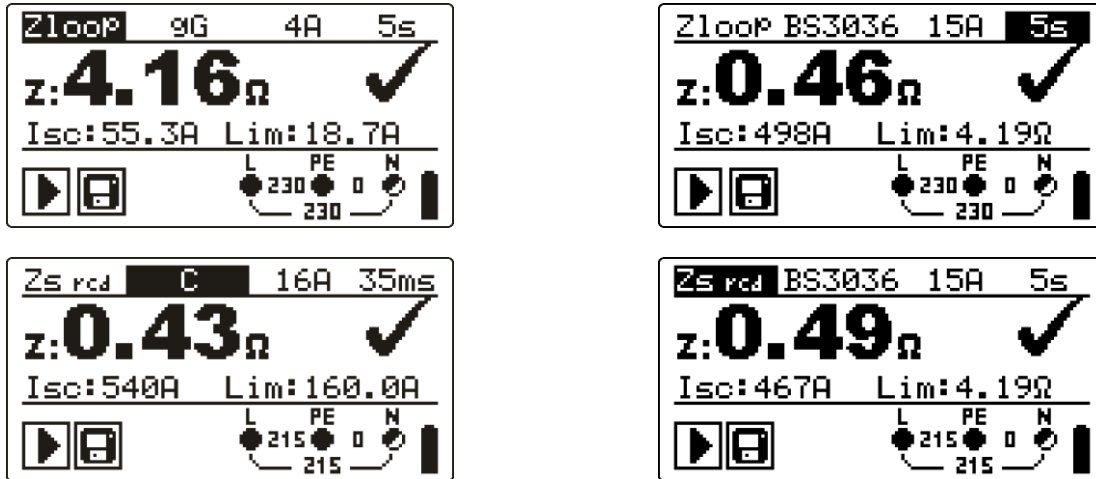 Zloop gG 4A 5s
Z:4.16Ω
Isc:55.3A Lim:18.7A
L PE N
230 0
230
Zloop BS3036 15A 5s
Z:0.46Ω
Isc:498A Lim:4.19Ω
L PE N
230 0
230
Zs rcd C 16A 35ms
Z:0.43Ω
Isc:540A Lim:160.0A
L PE N
215 0
215
Zs rcd BS3036 15A 5s
Z:0.49Ω
Isc:467A Lim:4.19Ω
L PE N
215 0
215